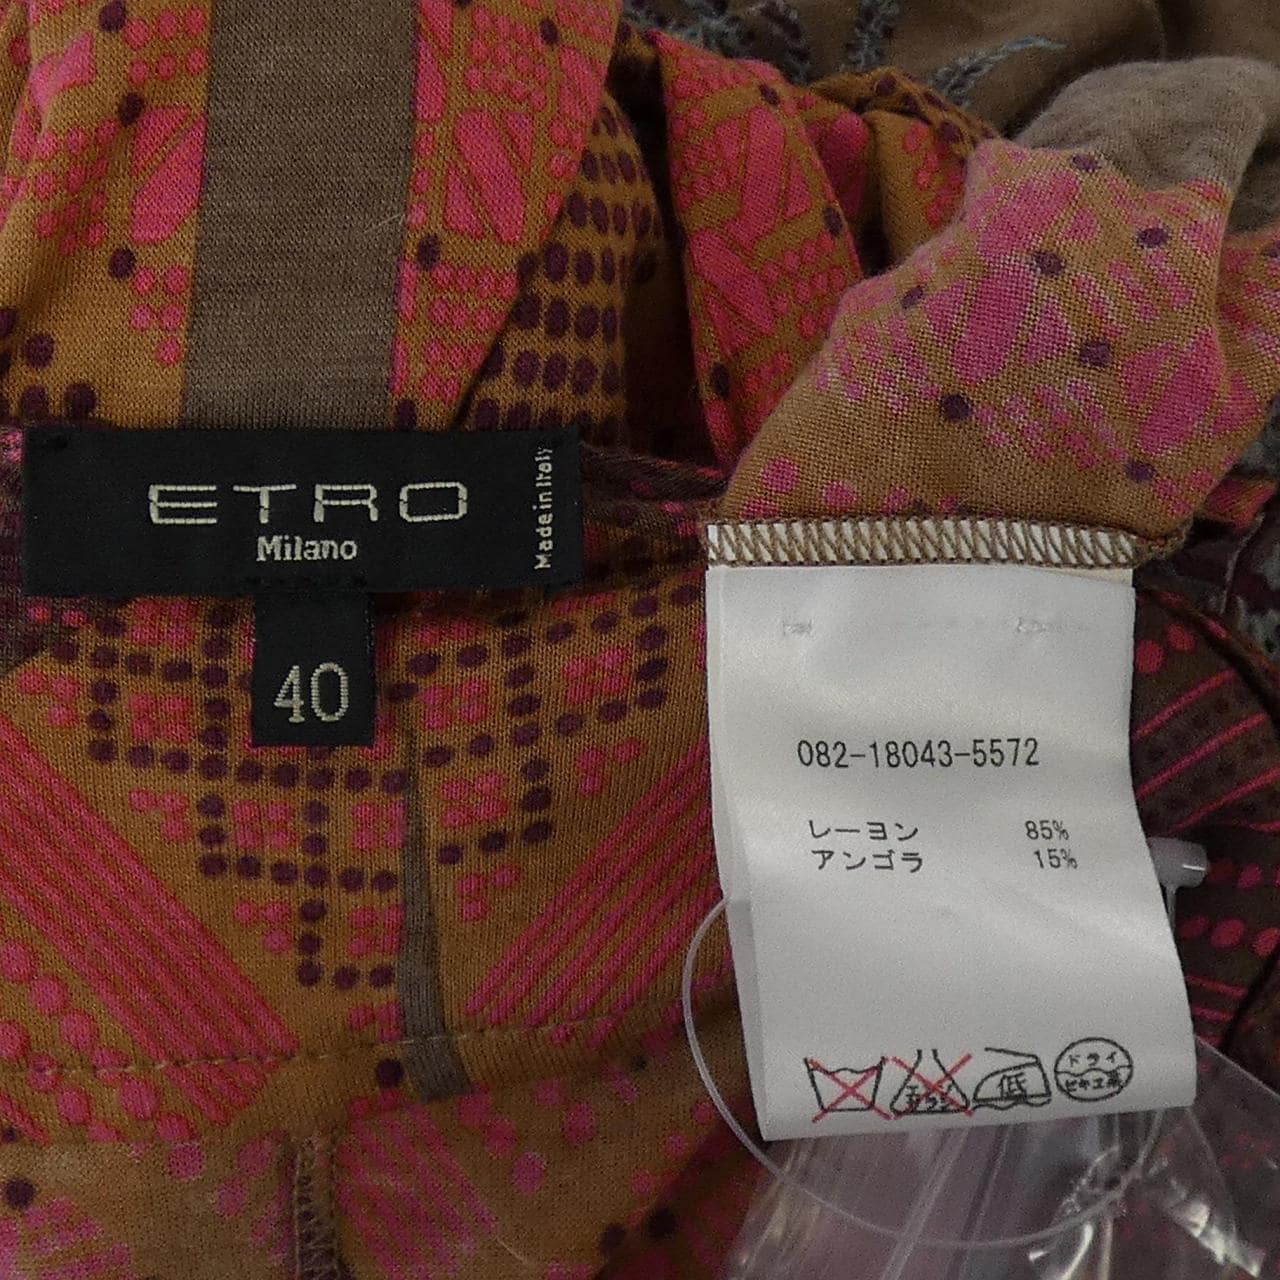 ETRO
Milano
Made in Italy
40
082-18043-5572
レーヨン 85%
アンゴラ 15%
低
ドライ